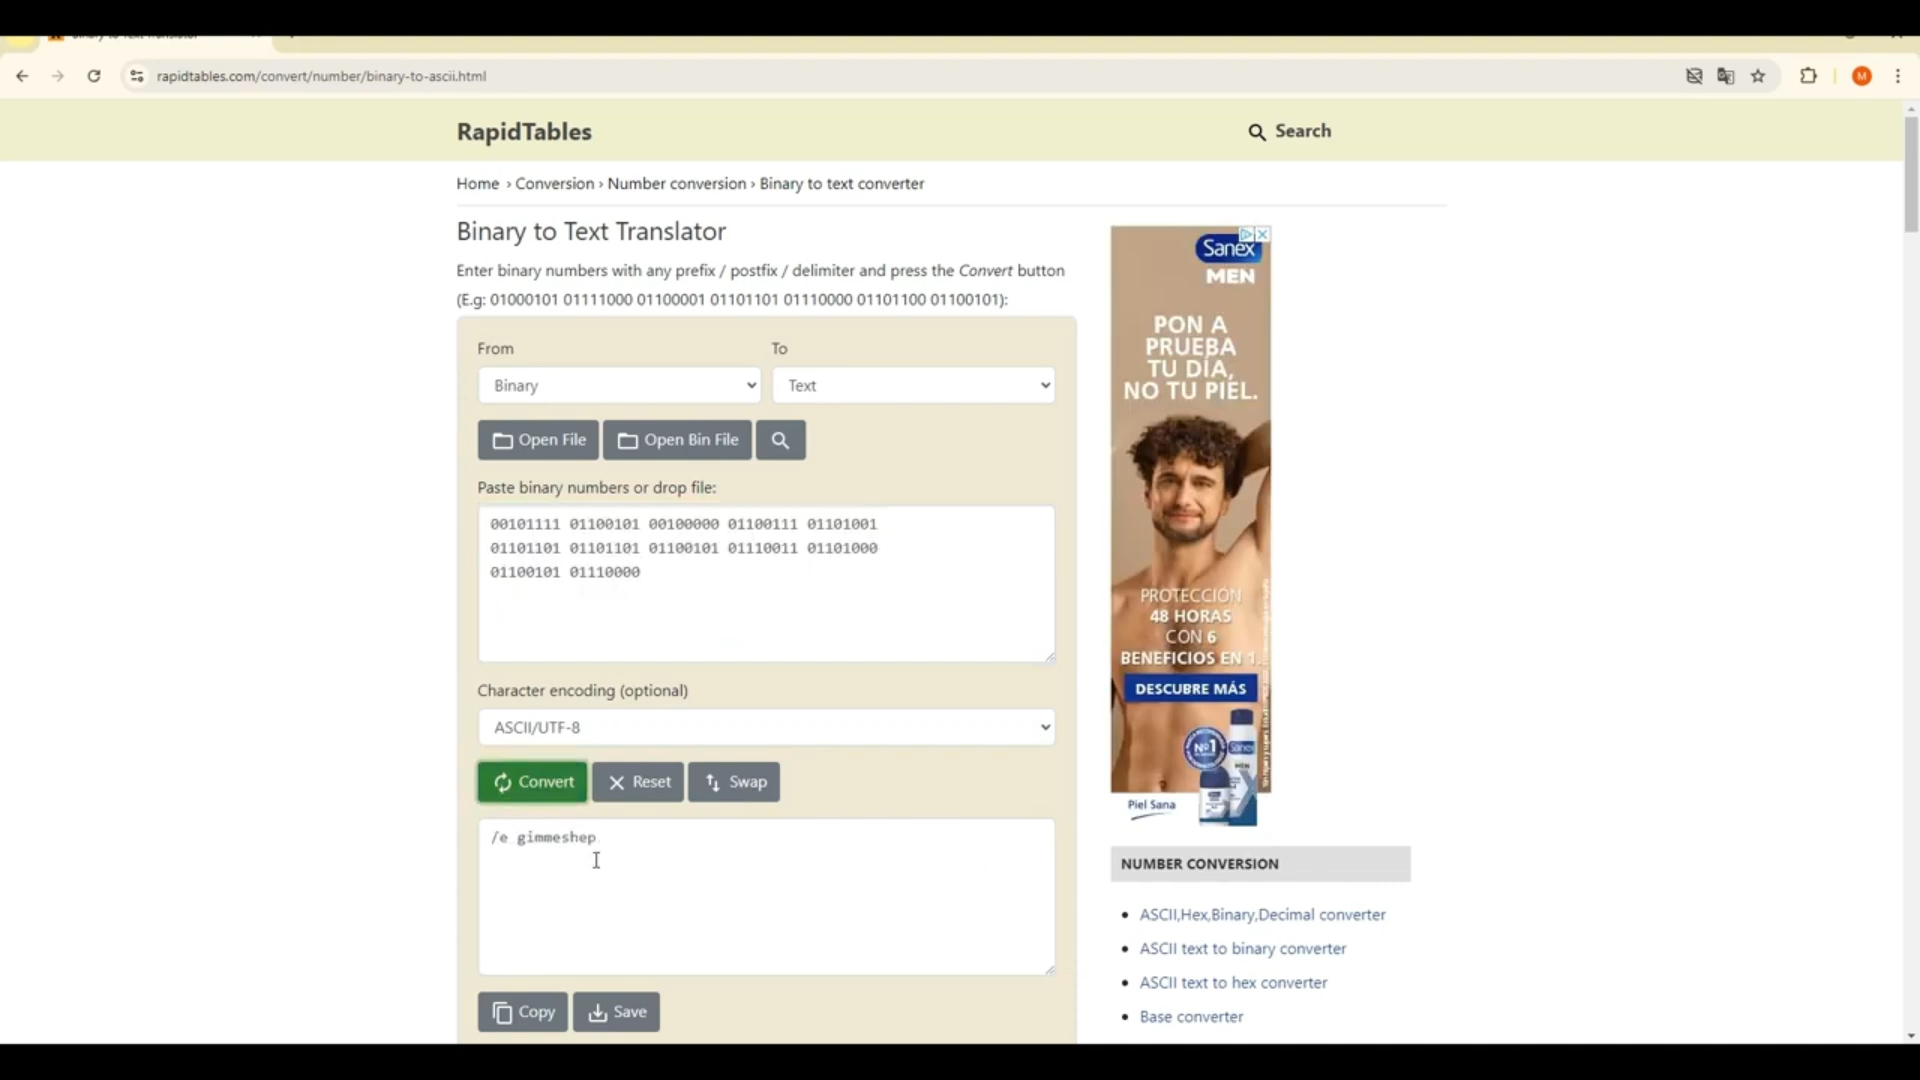 rapidtables.com/convert/number/binary-to-ascii.html
M
RapidTables
Search
Home › Conversion › Number conversion › Binary to text converter
Binary to Text Translator
Enter binary numbers with any prefix / postfix / delimiter and press the Convert button
(E.g: 01000101 01111000 01100001 01101101 01110000 01101100 01100101):
From
To
Binary
Text
Open File
Open Bin File
Paste binary numbers or drop file:
00101111 01100101 00100000 01100111 01101001
01101101 01101101 01100101 01110011 01101000
01100101 01110000
Character encoding (optional)
ASCII/UTF-8
Convert
Reset
Swap
/e gimmeshep
Copy
Save
Sanex
MEN
PON A
PRUEBA
TU DÍA,
NO TU PIEL.
PROTECCIÓN
48 HORAS
CON 6
BENEFICIOS EN 1.
DESCUBRE MÁS
Nº1
Sanex
Piel Sana
NUMBER CONVERSION
• ASCII,Hex,Binary,Decimal converter
• ASCII text to binary converter
• ASCII text to hex converter
• Base converter